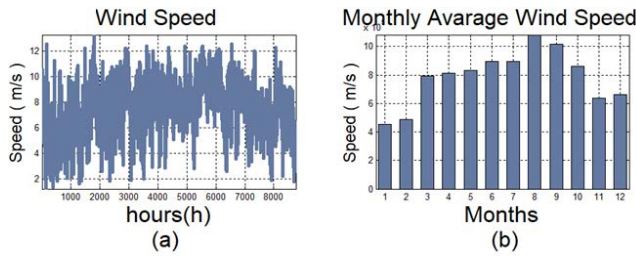 Wind Speed
Speed ( m/s )
12
10
8
6
4
2
1000 2000 3000 4000 5000 6000 7000 8000
hours(h)
(a)
Monthly Avarage Wind Speed
x 10
Speed ( m/s )
10
8
6
4
2
0
1 2 3 4 5 6 7 8 9 10 11 12
Months
(b)